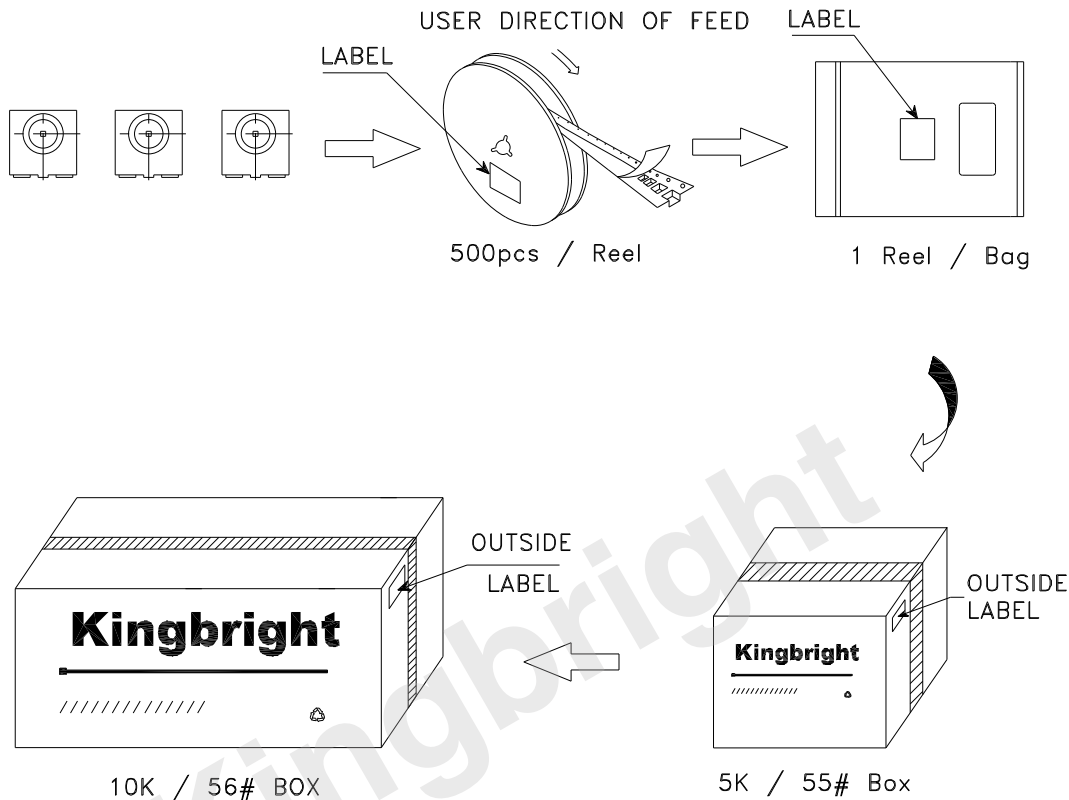 USER DIRECTION OF FEED
LABEL
LABEL
500pcs / Reel
1 Reel / Bag
OUTSIDE
LABEL
OUTSIDE
LABEL
Kingbright
Kingbright
10K / 56# BOX
5K / 55# Box
Kingbright